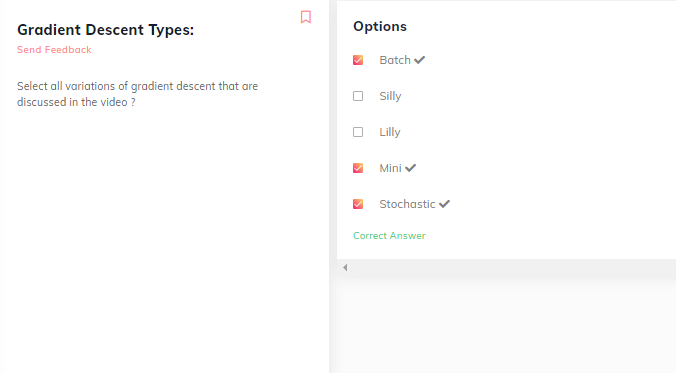 Gradient Descent Types:
Send Feedback
Select all variations of gradient descent that are
discussed in the video ?
Options
Batch
Silly
Lilly
Mini
Stochastic
Correct Answer